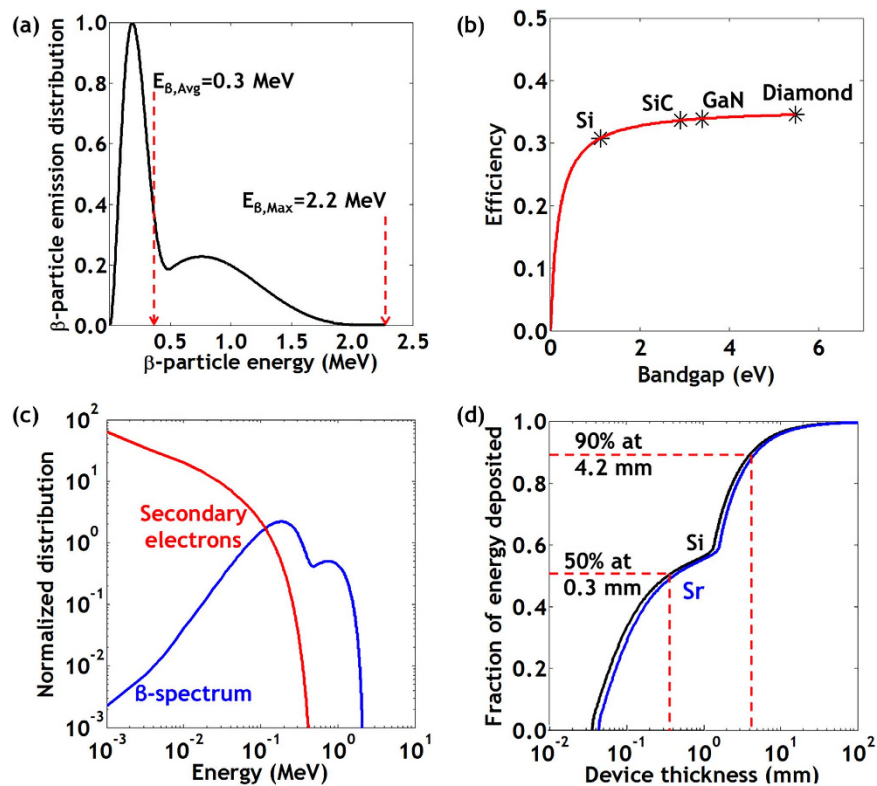 (a)
β-particle emission distribution
1.0
0.8
0.6
0.4
0.2
0.0
Eβ,Avg=0.3 MeV
Eβ,Max=2.2 MeV
0.5 1.0 1.5 2.0 2.5
β-particle energy (MeV)
(b)
Efficiency
0.5
0.4
0.3
0.2
0.1
0.0
Si
SiC
GaN
Diamond
0 2 4 6
Bandgap (eV)
(c)
Normalized distribution
10^2
10^1
10^0
10^-1
10^-2
10^-3
Secondary
electrons
β-spectrum
10^-3 10^-2 10^-1 10^0 10^1
Energy (MeV)
(d)
Fraction of energy deposited
1.0
0.8
0.6
0.4
0.2
0.0
90% at
4.2 mm
50% at
0.3 mm
Si
Sr
10^-2 10^-1 10^0 10^1 10^2
Device thickness (mm)